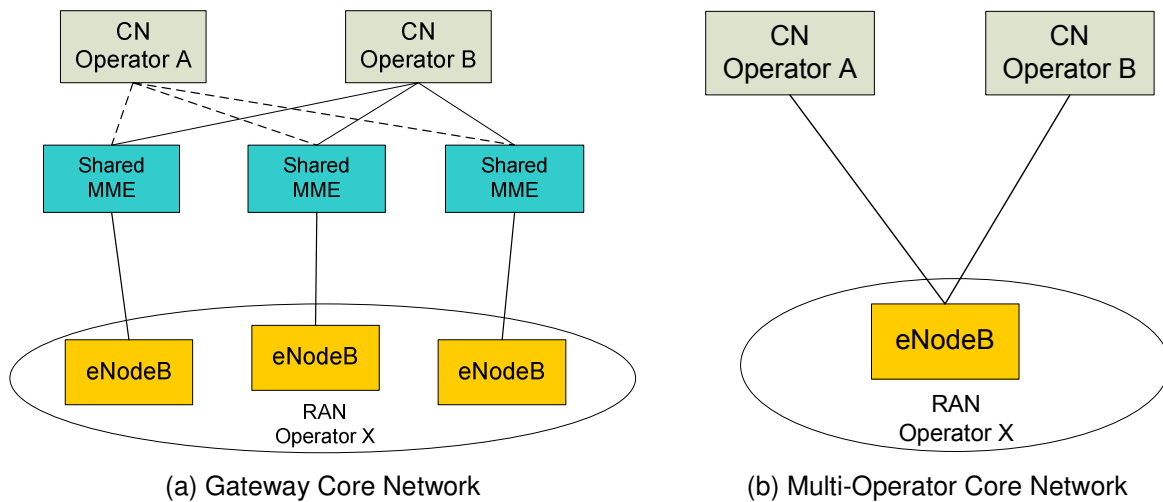 CN
Operator A
CN
Operator B
Shared
MME
Shared
MME
Shared
MME
eNodeB
eNodeB
eNodeB
RAN
Operator X
(a) Gateway Core Network
CN
Operator A
CN
Operator B
eNodeB
RAN
Operator X
(b) Multi-Operator Core Network